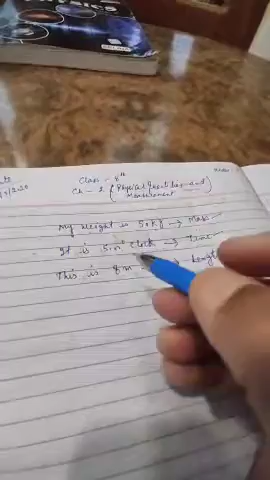 Class - 8th
Ch - 2 ( Physical Quantities and
Measurement )
My weight is 50 kg → Mass
It is 5 o' Clock → Time
This is 8 m → Length